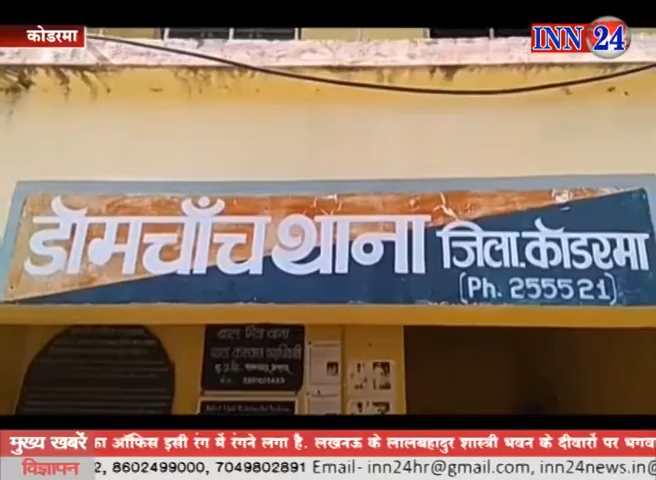 कोडरमा
INN 24
डॉमचाँच थाना जिला.कोडरमा
(Ph. 255521)
बाल मित्र थाना
मुख्य खबरें का ऑफिस इसी रंग में रंगने लगा है. लखनऊ के लालबहादुर शास्त्री भवन के दीवारों पर भगव
विज्ञापन 2, 8602499000, 7049802891 Email- inn24hr@gmail.com, inn24news.in@